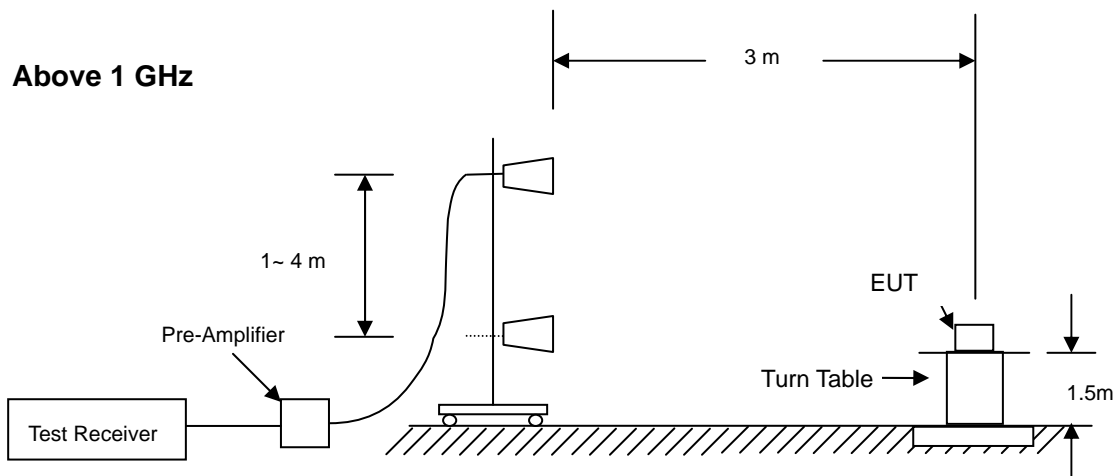 3 m
Above 1 GHz
1~ 4 m
EUT
Pre-Amplifier
Turn Table
1.5m
Test Receiver